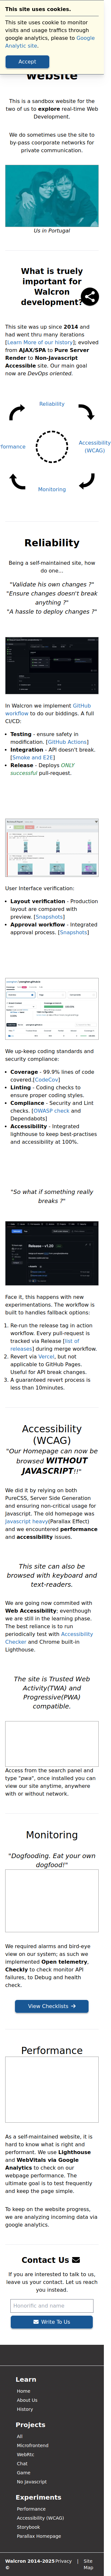 This site uses cookies.
This site uses cookie to monitor
visits and usage traffics through
google analytics, please to Google
Analytic site.
Accept
website
This is a sandbox website for the
two of us to explore real-time Web
Development.
We do sometimes use the site to
by-pass coorporate networks for
private communication.
Us in Portugal
What is truly
important for
Walcron
development?
This site was up since 2014 and
had went through many iterations
[Learn More of our history], evolved
from AJAX/SPA to Pure Server
Render to Non-Javascript
Accessible site. Our main goal
now are DevOps oriented.
Reliability
formance
Accessibility
(WCAG)
Monitoring
Reliability
Being a self-maintained site, how
do one...
"Validate his own changes ?"
"Ensure changes doesn't break
anything ?"
"A hassle to deploy changes ?"
In Walcron we implement GitHub
workflow to do our biddings. A full
CI/CD:
• Testing - ensure safety in
modification. [GitHub Actions]
• Integration - API doesn't break.
[Smoke and E2E]
• Release - Deploys ONLY
successful pull-request.
User Interface verification:
• Layout verification - Production
layout are compared with
preview. [Snapshots]
• Approval workflow - Integrated
approval process. [Snapshots]
We up-keep coding standards and
security compliance:
• Coverage - 99.9% lines of code
covered.[CodeCov]
• Linting - Coding checks to
ensure proper coding styles.
• Compliance - Security and Lint
checks. [OWASP check and
Dependabots]
• Accessibility - Integrated
lighthouse to keep best-practises
and accessibility at 100%.
"So what if something really
breaks ?"
Release - v1.20
Face it, this happens with new
experimentations. The workflow is
built to handles fallback options:
1. Re-run the release tag in action
workflow. Every pull-request is
trackable via Release [list of
releases] during merge workflow.
2. Revert via Vercel, but not
applicable to GitHub Pages.
Useful for API break changes.
3. A guaranteed revert process is
less than 10minutes.
Accessibility
(WCAG)
"Our Homepage can now be
browsed WITHOUT
JAVASCRIPT!!"
We did it by relying on both
PureCSS, Server Side Generation
and ensuring non-critical usage for
Javascript. The old homepage was
Javascript heavy(Parallax Effect)
and we encountered performance
and accessibility issues.
This site can also be
browsed with keyboard and
text-readers.
We are going now commited with
Web Accessibility; eventhough
we are still in the learning phase.
The best reliance is to be
periodically test with Accessibility
Checker and Chrome built-in
Lighthouse.
The site is Trusted Web
Activity(TWA) and
Progressive(PWA)
compatible.
Access from the search panel and
type "pwa", once installed you can
view our site anywhere, anytime
with or without network.
Monitoring
"Dogfooding. Eat your own
dogfood!"
We required alarms and bird-eye
view on our system; as such we
implemented Open telemetry,
Checkly to check monitor API
failures, to Debug and health
check.
View Checklists →
Performance
As a self-maintained website, it is
hard to know what is right and
performant. We use Lighthouse
and WebVitals via Google
Analytics to check on the
webpage performance. The
ultimate goal is to test frequently
and keep the page simple.
To keep on the website progress,
we are analyzing incoming data via
google analytics.
Contact Us
If you are interested to talk to us,
leave us your contact. Let us reach
you instead.
Honorific and name
Write To Us
Learn
Home
About Us
History
Projects
All
Microfrontend
WebRtc
Chat
Game
No Javascript
Experiments
Performance
Accessibility (WCAG)
Storybook
Parallax Homepage
Walcron 2014-2025 ©
Privacy | Site Map